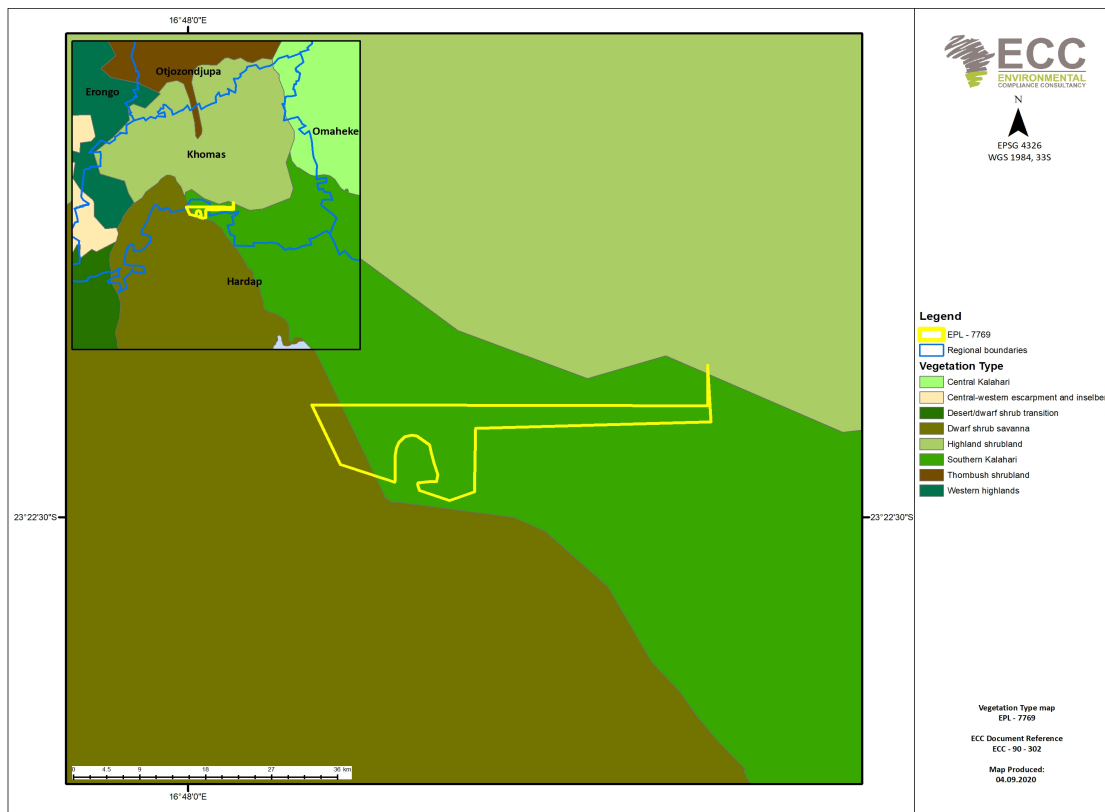 16°48'0"E
Otjozondjupa
Erongo
Omaheke
Khomas
Hardap
23°22'30"S
23°22'30"S
0 4.5 9 18 27 36 km
16°48'0"E
ECC
ENVIRONMENTAL
COMPLIANCE CONSULTANCY
N
EPSG 4326
WGS 1984, 33S
Legend
EPL - 7769
Regional boundaries
Vegetation Type
Central Kalahari
Central-western escarpment and inselber
Desert/dwarf shrub transition
Dwarf shrub savanna
Highland shrubland
Southern Kalahari
Thornbush shrubland
Western highlands
Vegetation Type map
EPL - 7769
ECC Document Reference
ECC - 90 - 302
Map Produced:
04.09.2020